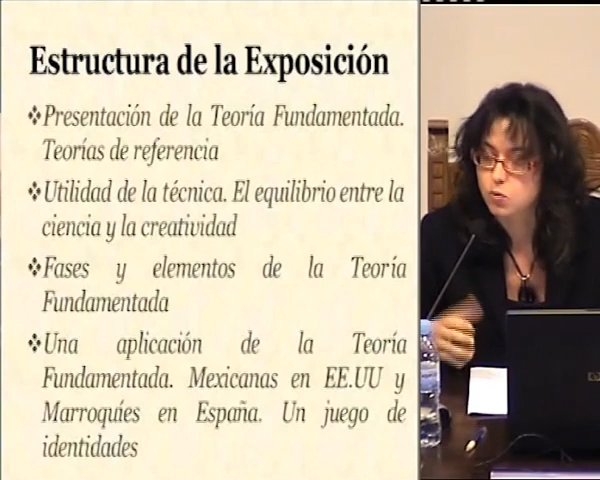 Estructura de la Exposición
❖Presentación de la Teoría Fundamentada.
Teorías de referencia
❖Utilidad de la técnica. El equilibrio entre la
ciencia y la creatividad
❖Fases y elementos de la Teoría
Fundamentada
❖Una aplicación de la Teoría
Fundamentada. Mexicanas en EE.UU y
Marroquíes en España. Un juego de
identidades